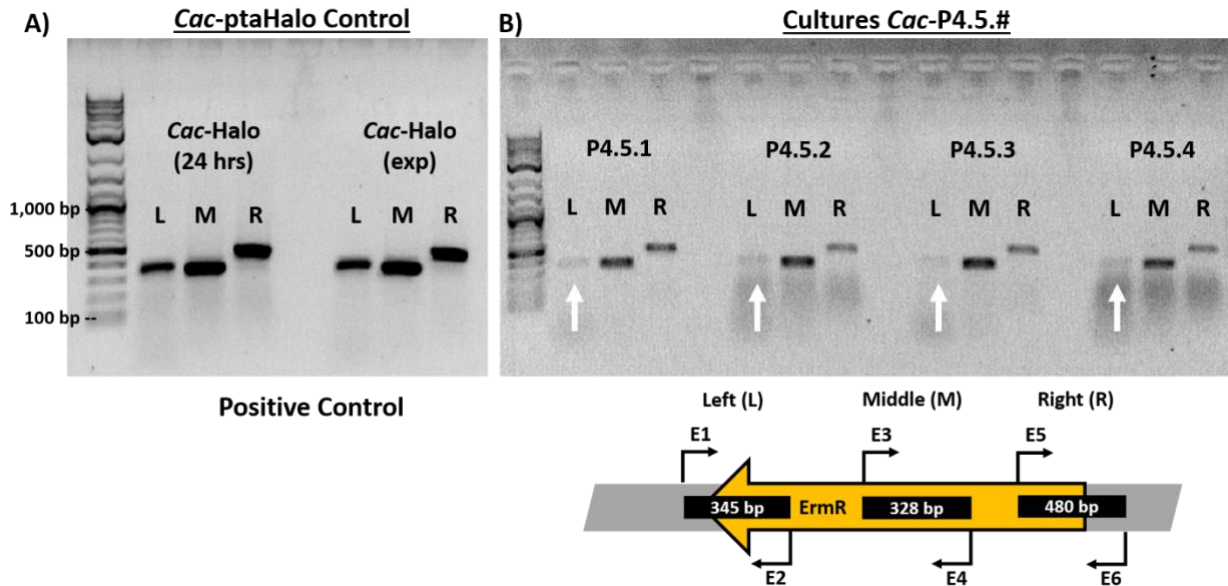 A)
Cac-ptaHalo Control
Cac-Halo
(24 hrs)
Cac-Halo
(exp)
1,000 bp
500 bp
100 bp
L M R
L M R
Positive Control
B)
Cultures Cac-P4.5.#
P4.5.1 P4.5.2 P4.5.3 P4.5.4
L M R L M R L M R L M R
Left (L) Middle (M) Right (R)
E1 E3 E5
345 bp ErmR 328 bp 480 bp
E2 E4 E6